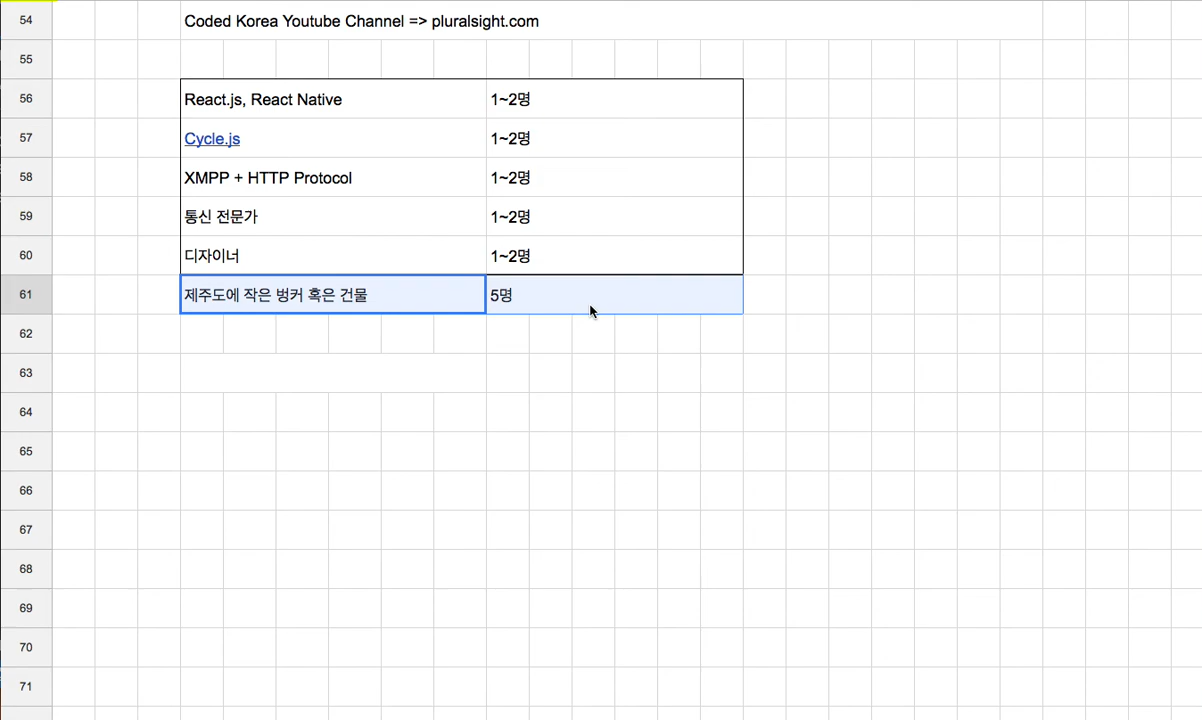 54 Coded Korea Youtube Channel => pluralsight.com
55
56 React.js, React Native 1~2명
57 Cycle.js 1~2명
58 XMPP + HTTP Protocol 1~2명
59 통신 전문가 1~2명
60 디자이너 1~2명
61 제주도에 작은 벙커 혹은 건물 5명
62
63
64
65
66
67
68
69
70
71